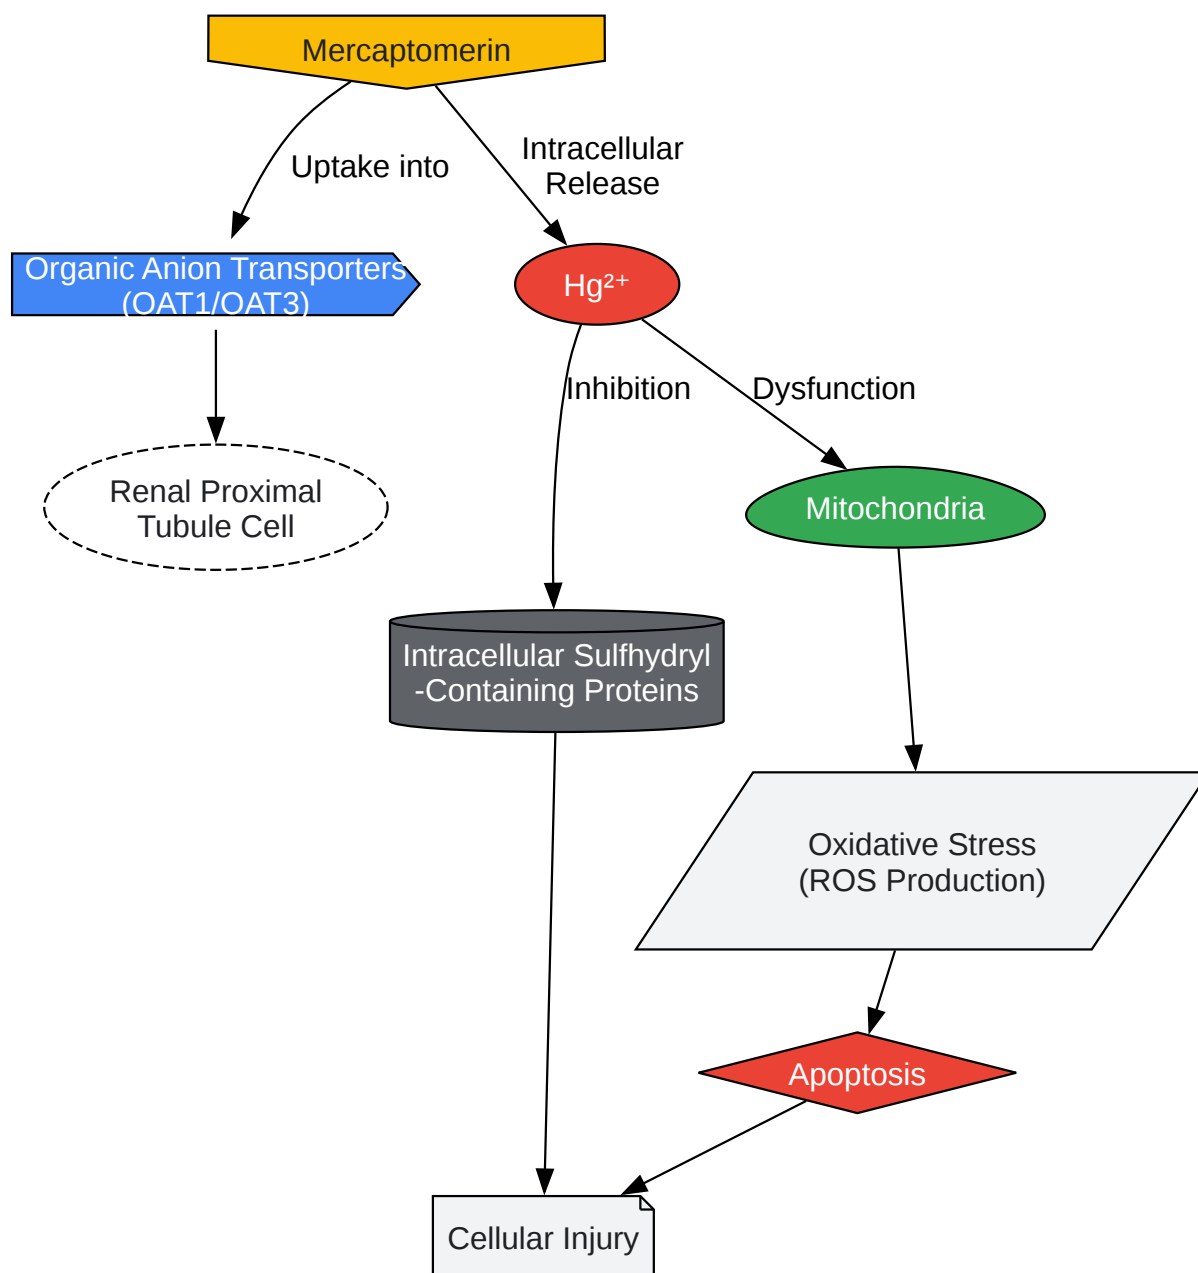 Mercaptomerin
Uptake into
Intracellular
Release
Organic Anion Transporters
(OAT1/OAT3)
Hg²⁺
Inhibition
Dysfunction
Renal Proximal
Tubule Cell
Mitochondria
Intracellular Sulfhydryl
-Containing Proteins
Oxidative Stress
(ROS Production)
Apoptosis
Cellular Injury